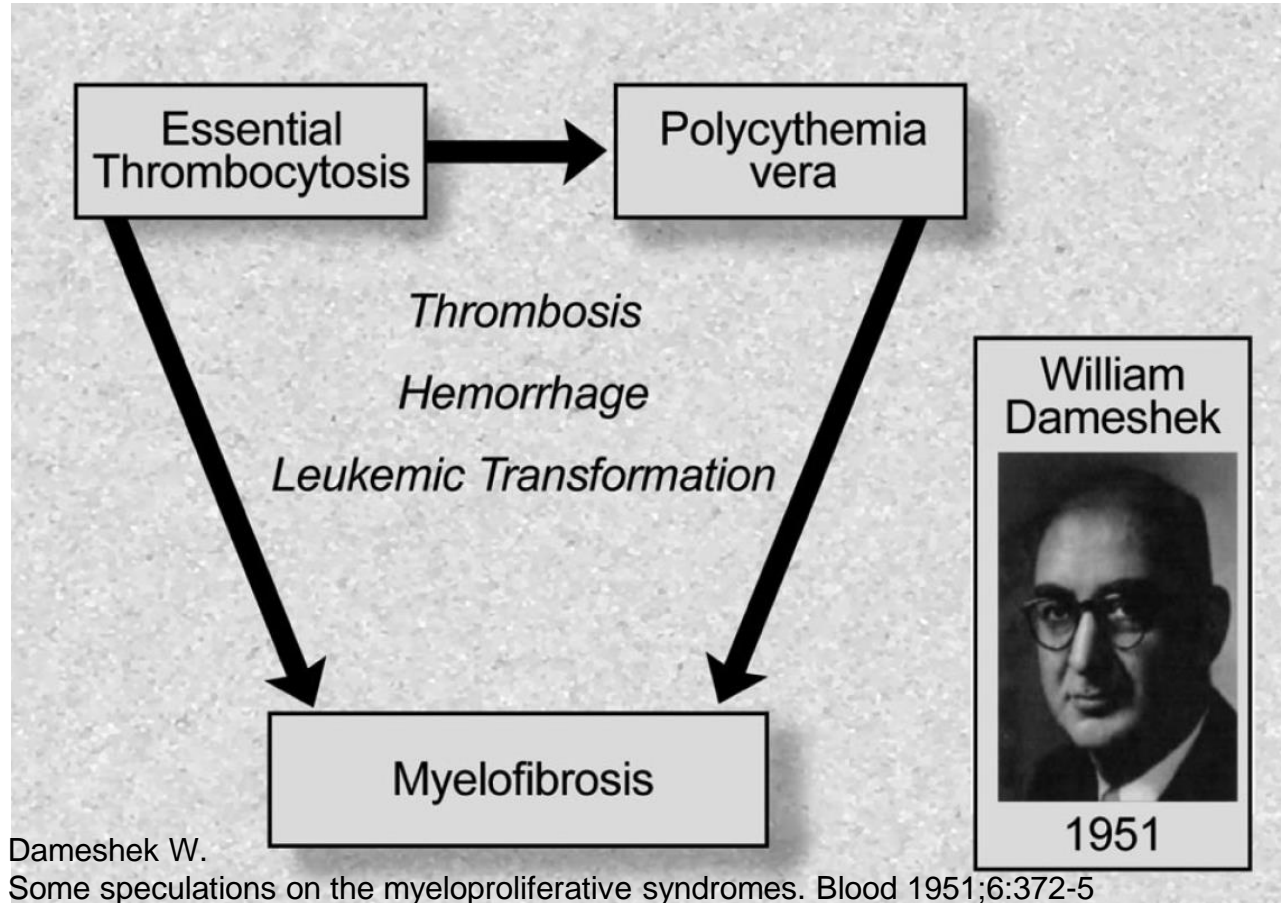 Essential
Thrombocytosis
Polycythemia
vera
Thrombosis
Hemorrhage
Leukemic Transformation
William
Dameshek
1951
Myelofibrosis
Dameshek W.
Some speculations on the myeloproliferative syndromes. Blood 1951;6:372-5